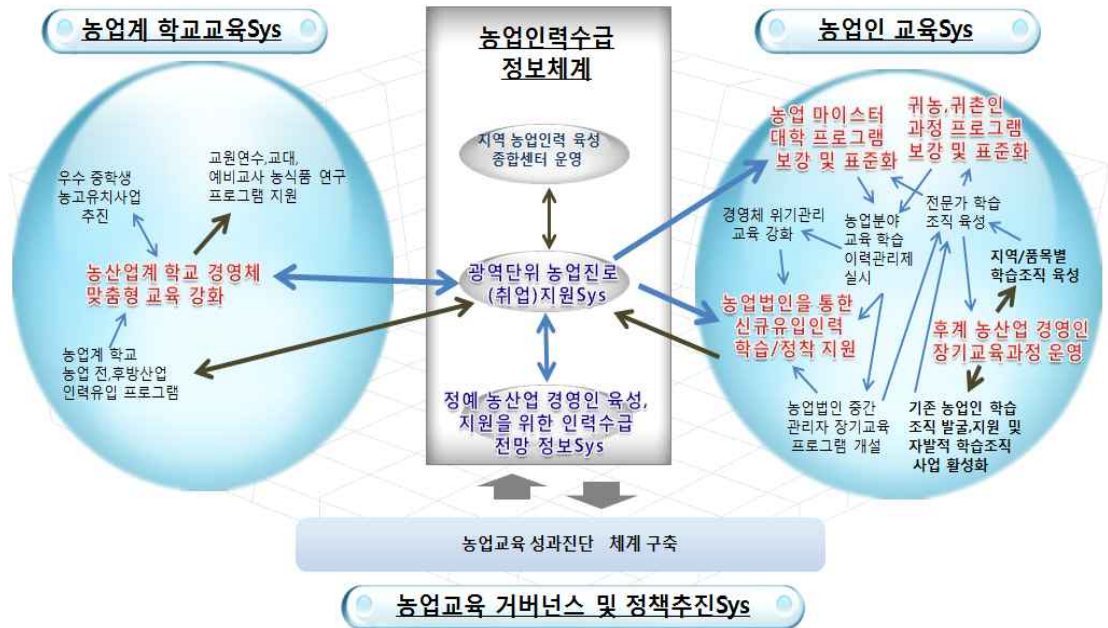 농업계 학교교육Sys
농업인력수급
정보체계
농업인 교육Sys
우수 중학생
농고유치사업
추진
교원연수,교대,
예비교사 농식품 연구
프로그램 지원
농산업계 학교 경영체
맞춤형 교육 강화
농업계 학교
농업 전,후방산업
인력유입 프로그램
지역 농업인력 육성
종합센터 운영
광역단위 농업진로
(취업)지원Sys
정예 농산업 경영인 육성,
지원을 위한 인력수급
전망 정보Sys
농업 마이스터
대학 프로그램
보강 및 표준화
귀농,귀촌인
과정 프로그램
보강 및 표준화
경영체 위기관리
교육 강화
농업분야
교육 학습
이력관리제
실시
전문가 학습
조직 육성
지역/품목별
학습조직 육성
농업법인을 통한
신규유입인력
학습/정착 지원
후계 농산업 경영인
장기교육과정 운영
농업법인 중간
관리자 장기교육
프로그램 개설
기존 농업인 학습
조직 발굴,지원 및
자발적 학습조직
사업 활성화
농업교육 성과진단 체계 구축
농업교육 거버넌스 및 정책추진Sys